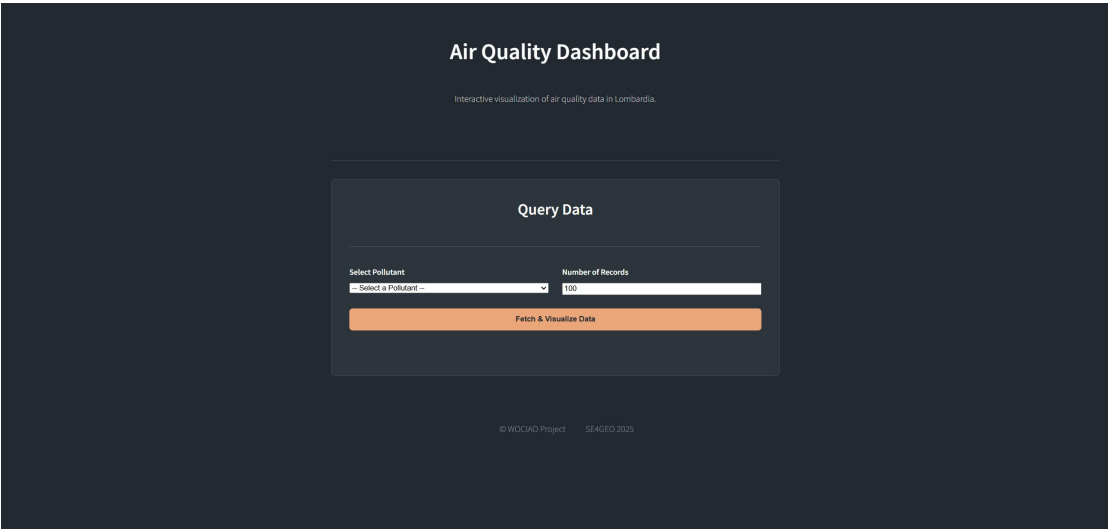 Air Quality Dashboard
Interactive visualization of air quality data in Lombardia.
Query Data
Select Pollutant
Number of Records
-- Select a Pollutant --
100
Fetch & Visualize Data
© WOCIAO Project SE4GEO 2025